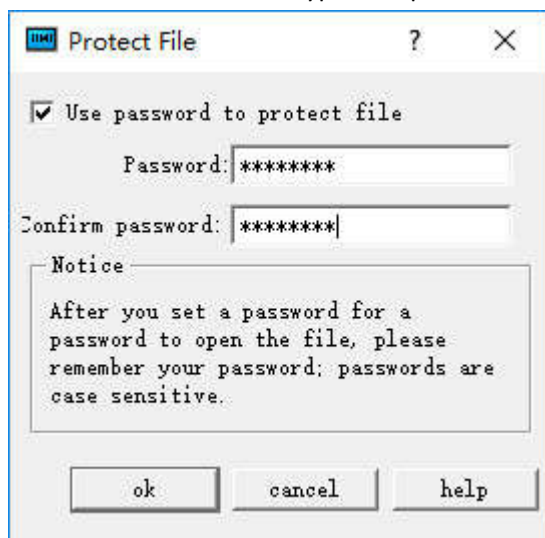 Protect File ? ×
Use password to protect file
Password: ********
Confirm password: ********
Notice
After you set a password for a
password to open the file, please
remember your password; passwords are
case sensitive.
ok cancel help